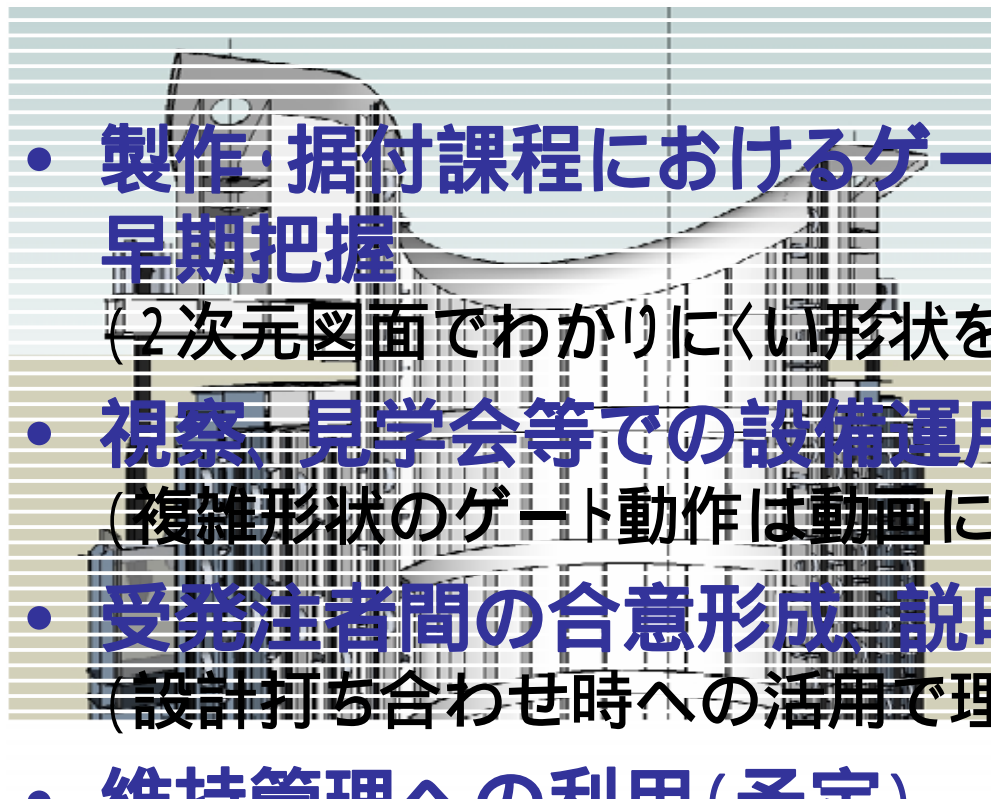 • 製作・据付課程におけるゲー
早期把握
(2次元図面でわかりにくい形状を
• 視察、見学会等での設備運用
(複雑形状のゲート動作は動画に
• 受発注者間の合意形成、説明
(設計打ち合わせ時への活用で理
• 維持管理への利用(予定)